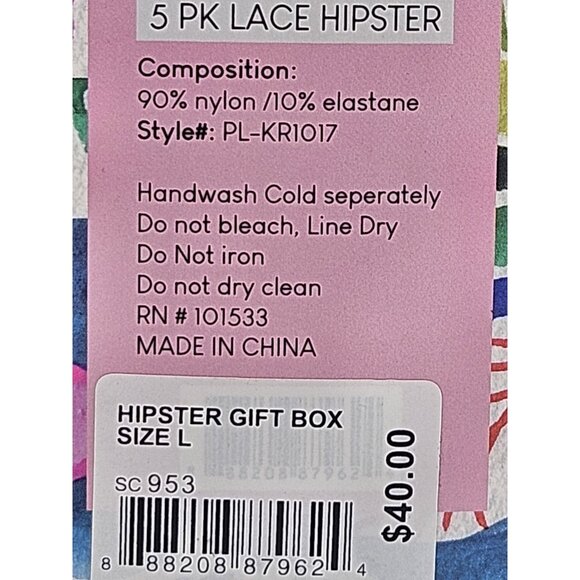 5 PK LACE HIPSTER
Composition:
90% nylon /10% elastane
Style#: PL-KR1017
Handwash Cold seperately
Do not bleach, Line Dry
Do Not iron
Do not dry clean
RN # 101533
MADE IN CHINA
HIPSTER GIFT BOX
SIZE L
88208 87962
SC 953
$40.00
8 88208 87962 4